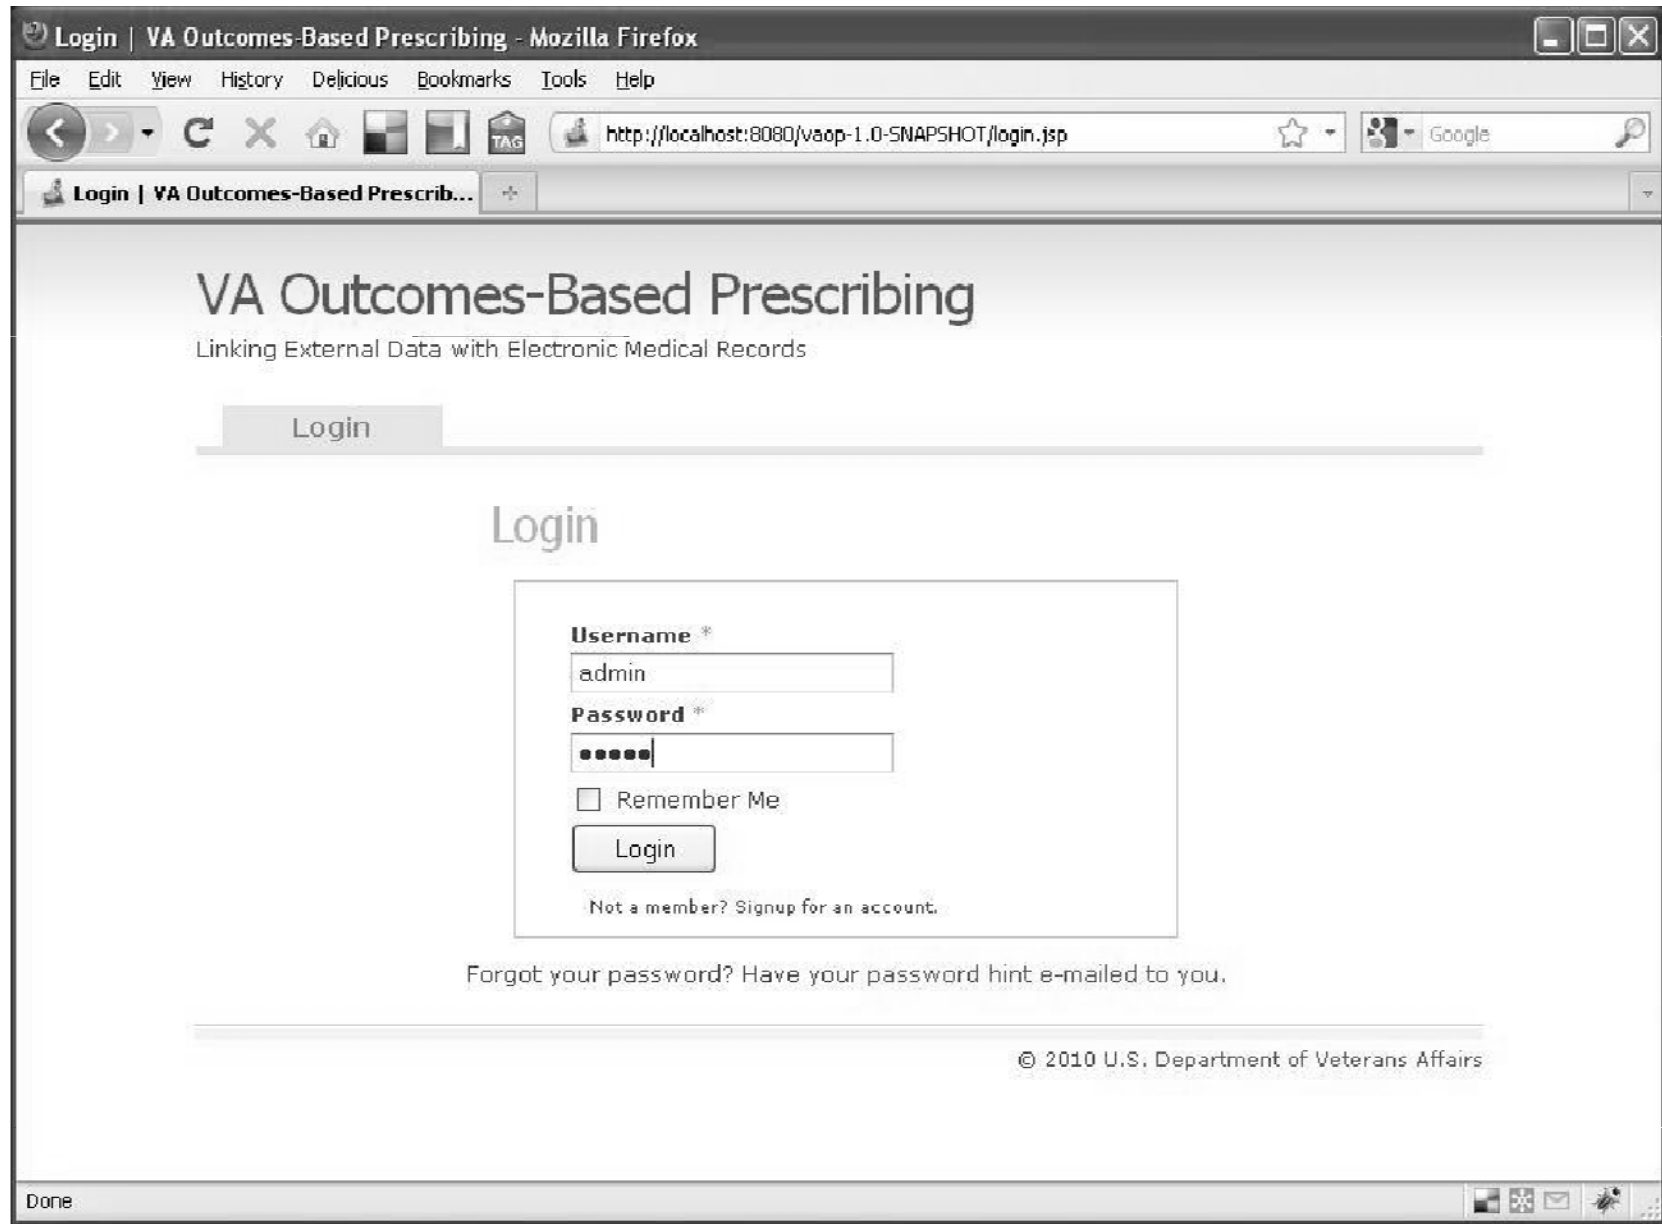 Login | VA Outcomes-Based Prescribing - Mozilla Firefox
File Edit View History Delicious Bookmarks Tools Help
TAG http://localhost:8080/vaop-1.0-SNAPSHOT/login.jsp Google
Login | VA Outcomes-Based Prescrib...
VA Outcomes-Based Prescribing
Linking External Data with Electronic Medical Records
Login
Login
Username *
admin
Password *
•••••
Remember Me
Login
Not a member? Signup for an account.
Forgot your password? Have your password hint e-mailed to you.
© 2010 U.S. Department of Veterans Affairs
Done